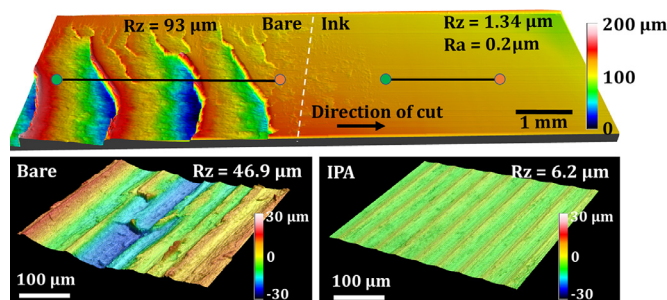 Rz = 93 µm Bare Ink Rz = 1.34 µm 200 µm
Ra = 0.2µm
100
Direction of cut
1 mm
0
Bare Rz = 46.9 µm IPA Rz = 6.2 µm
30 µm 30 µm
0 0
100 µm 100 µm
-30 -30